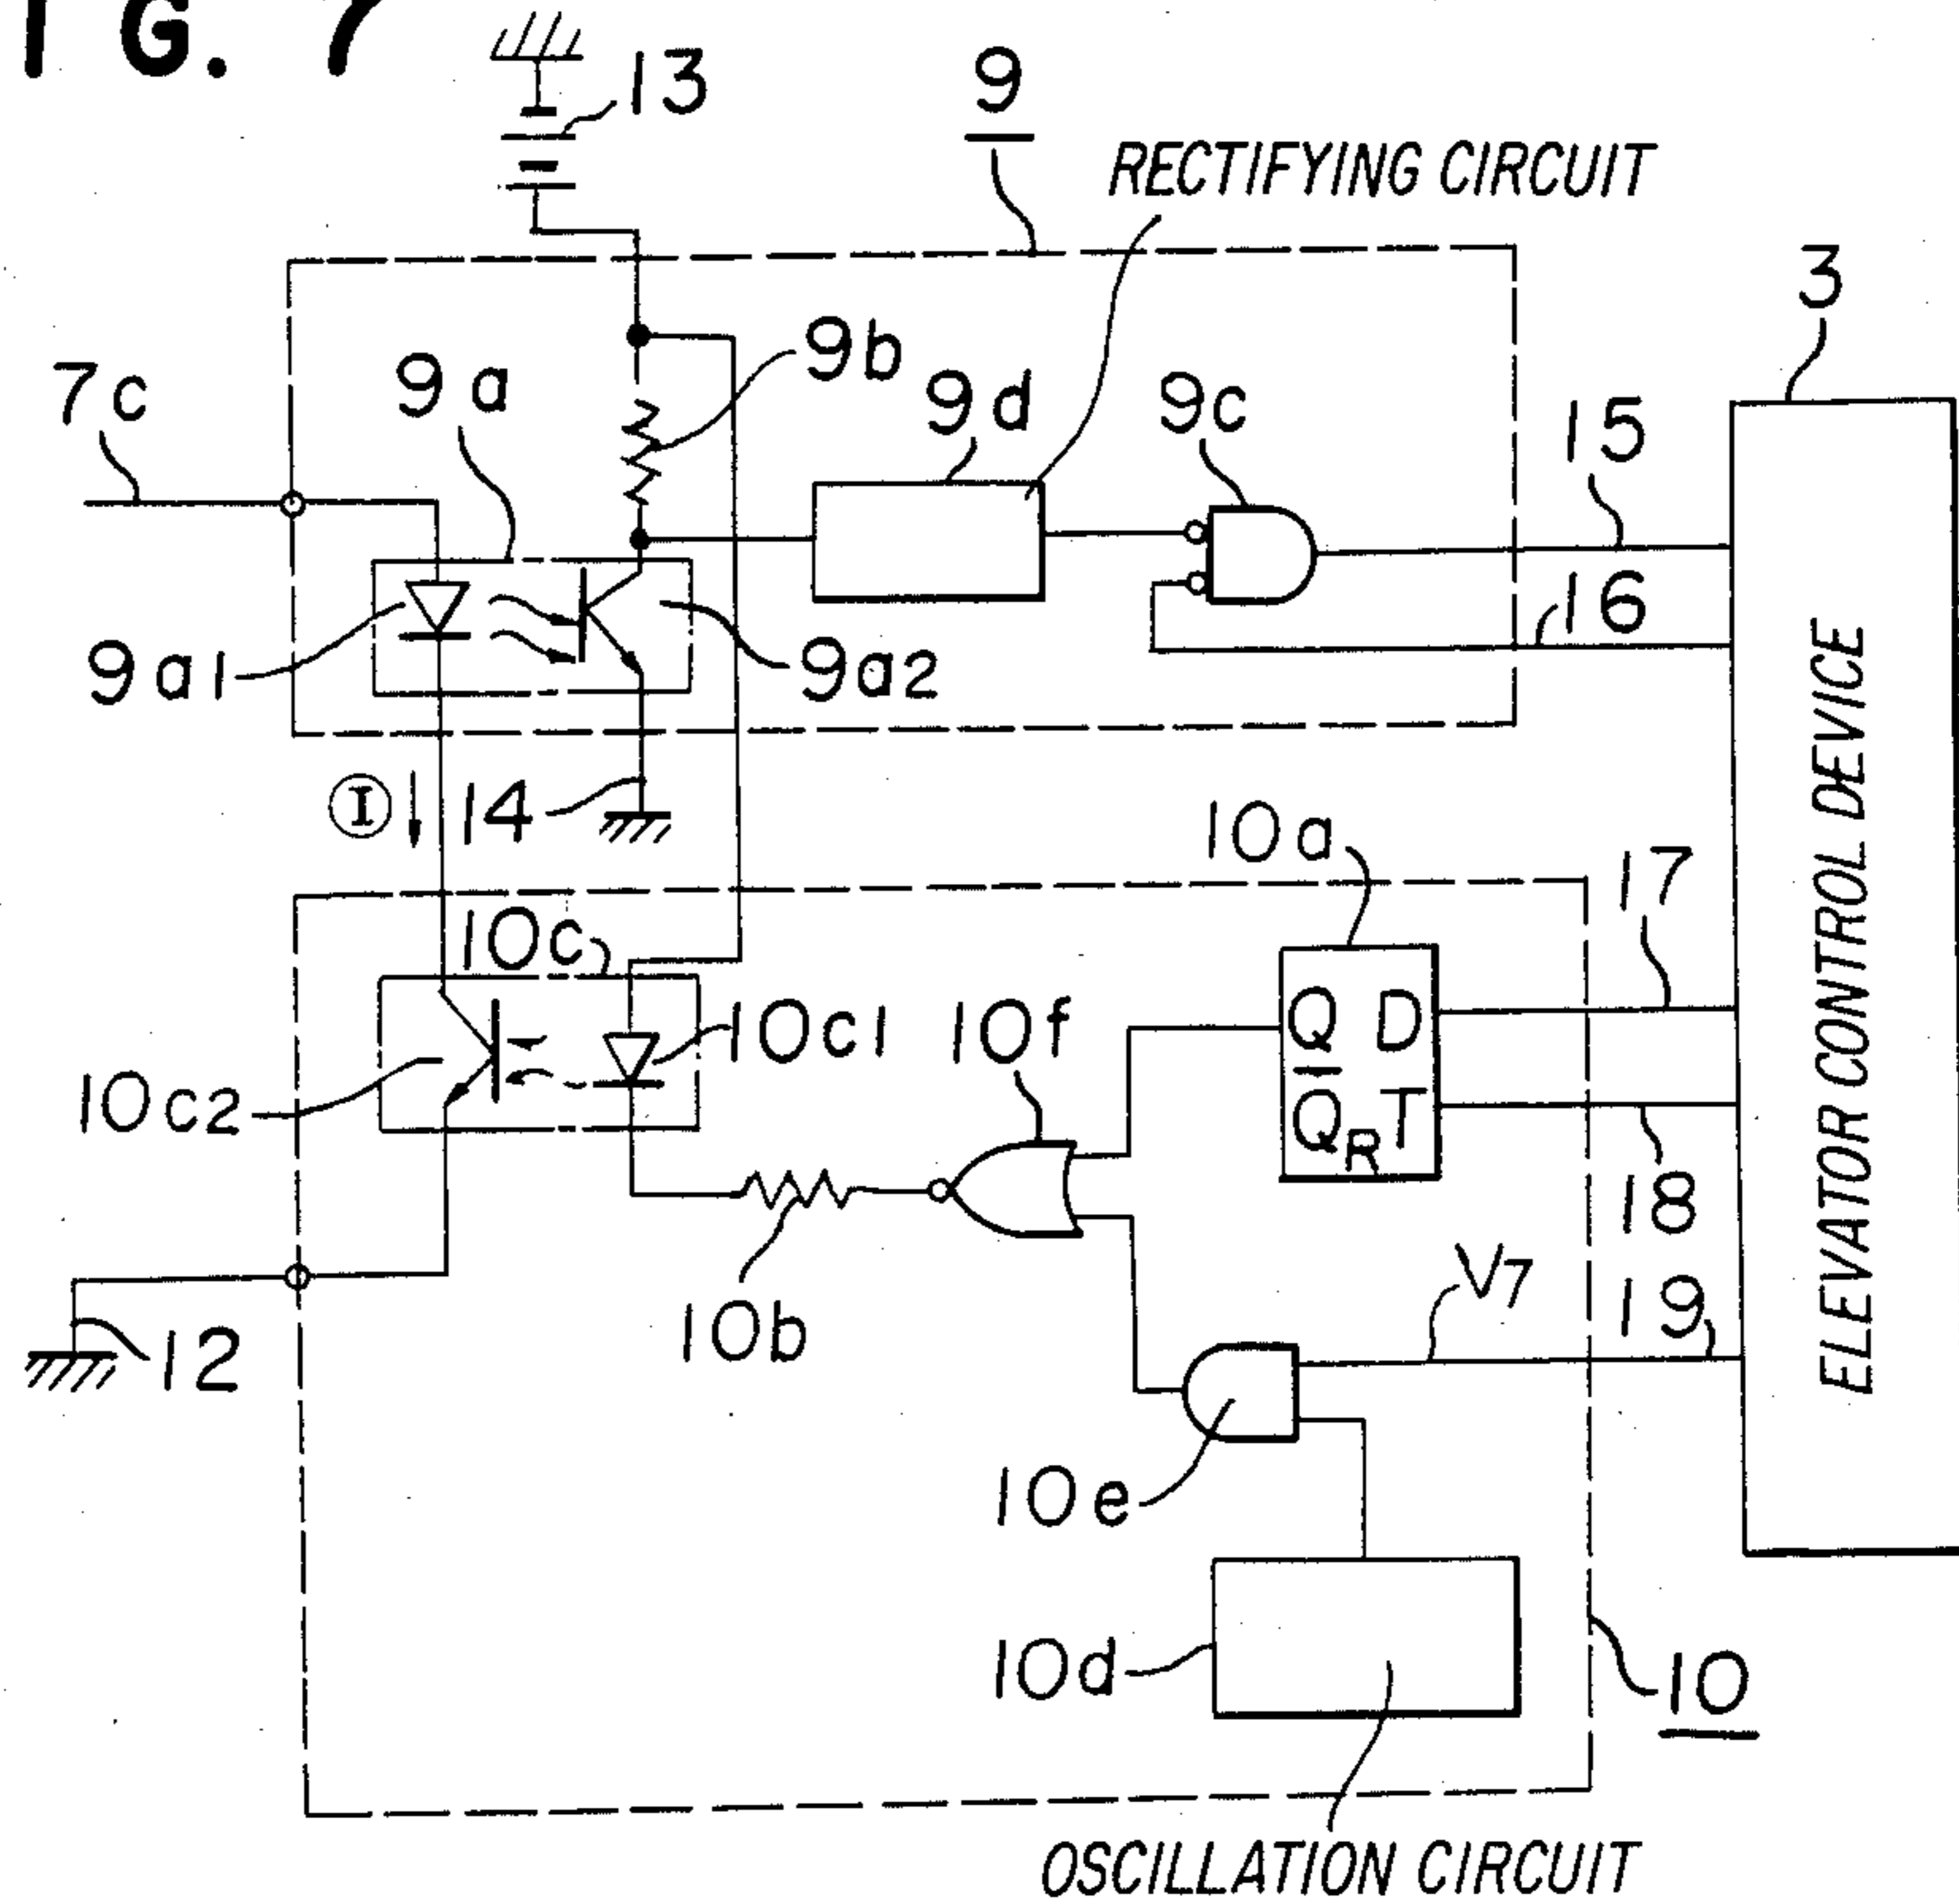 IG. 7
13
9
RECTIFYING CIRCUIT
3
7c
9a
9b
9d
9c
15
16
9a1
9a2
I
14
10a
17
10c
10c1
10f
Q D
Q̅ R T
10c2
18
V7
19
12
10b
10e
10d
10
OSCILLATION CIRCUIT
ELEVATOR CONTROL DEVICE